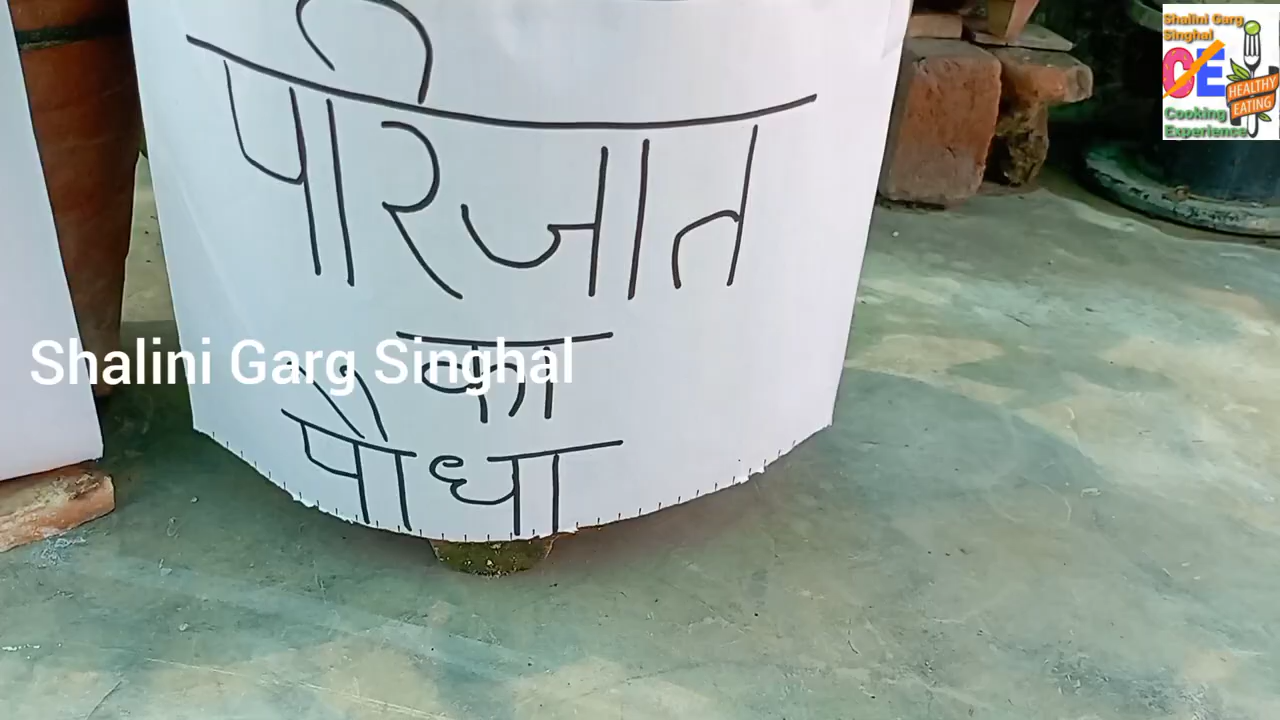 पारिजात
का
पौधा
Shalini Garg Singhal
Shalini Garg
Singhal
CE
HEALTHY
EATING
Cooking
Experience